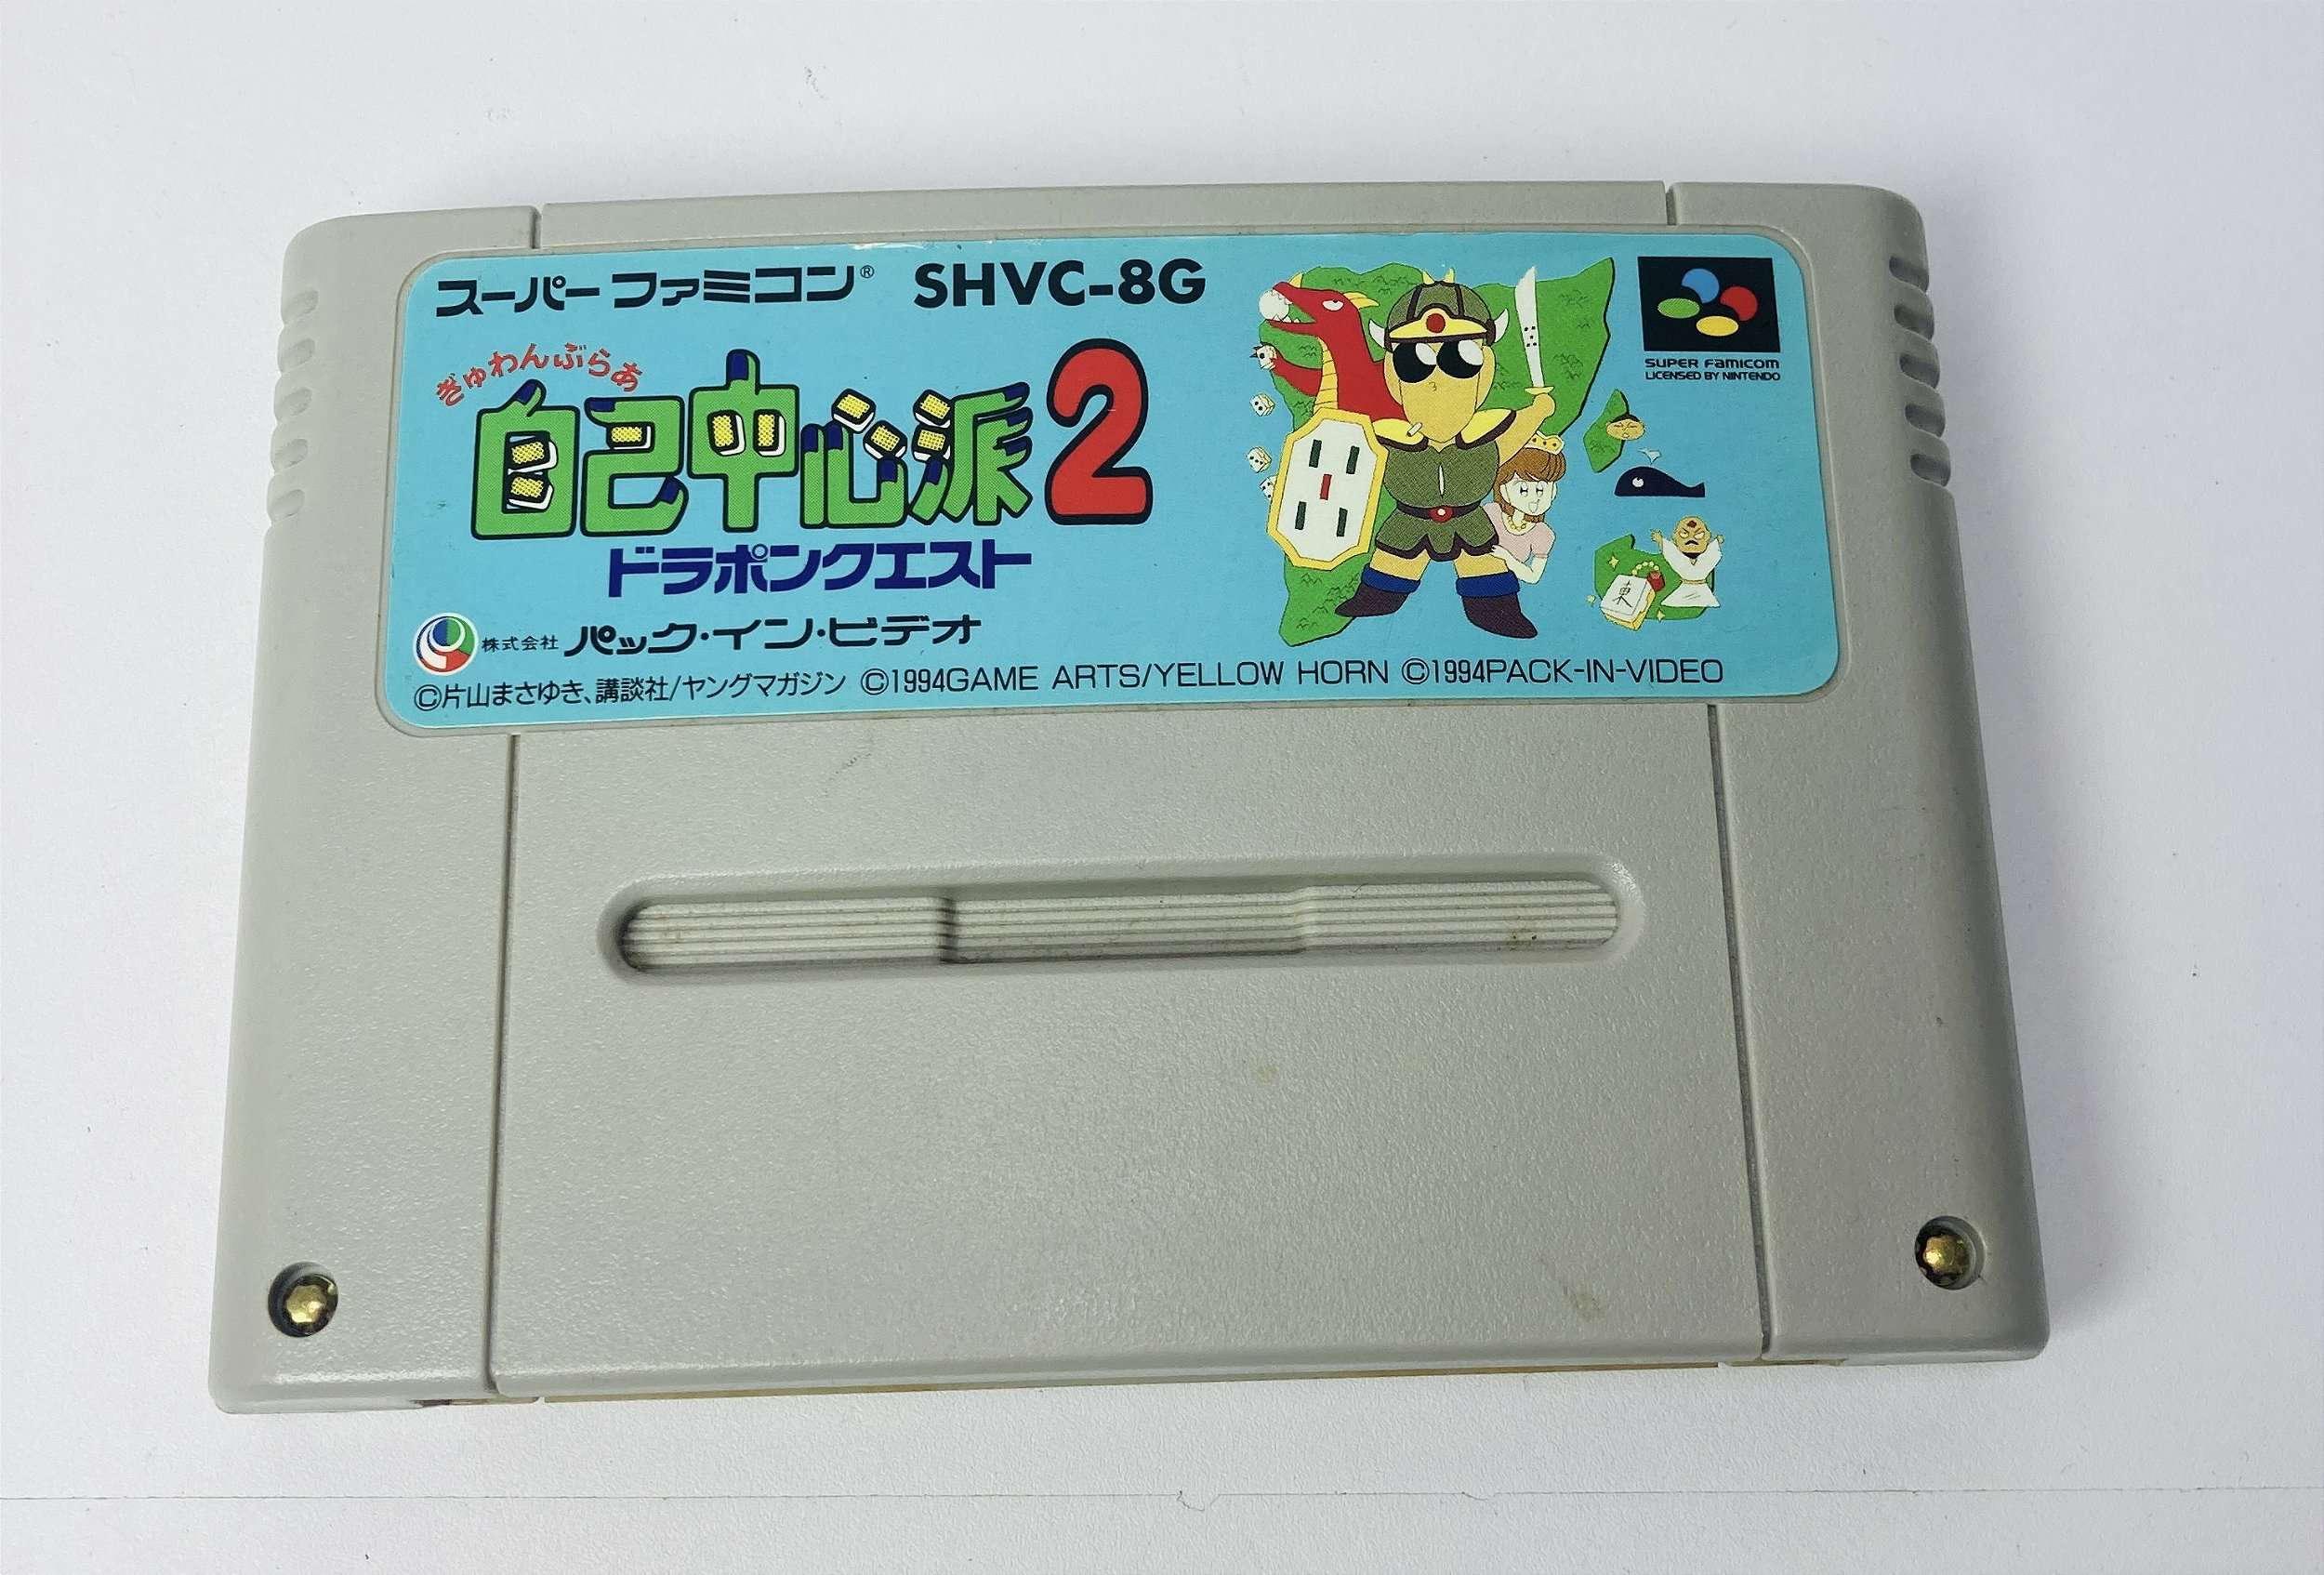 スーパーファミコン® SHVC-8G
ぎゅわんぶらあ
自己中心派2
ドラポンクエスト
株式会社 パック・イン・ビデオ
©片山まさゆき、講談社/ヤングマガジン ©1994GAME ARTS/YELLOW HORN ©1994PACK-IN-VIDEO
SUPER FAMICOM
LICENSED BY NINTENDO
東